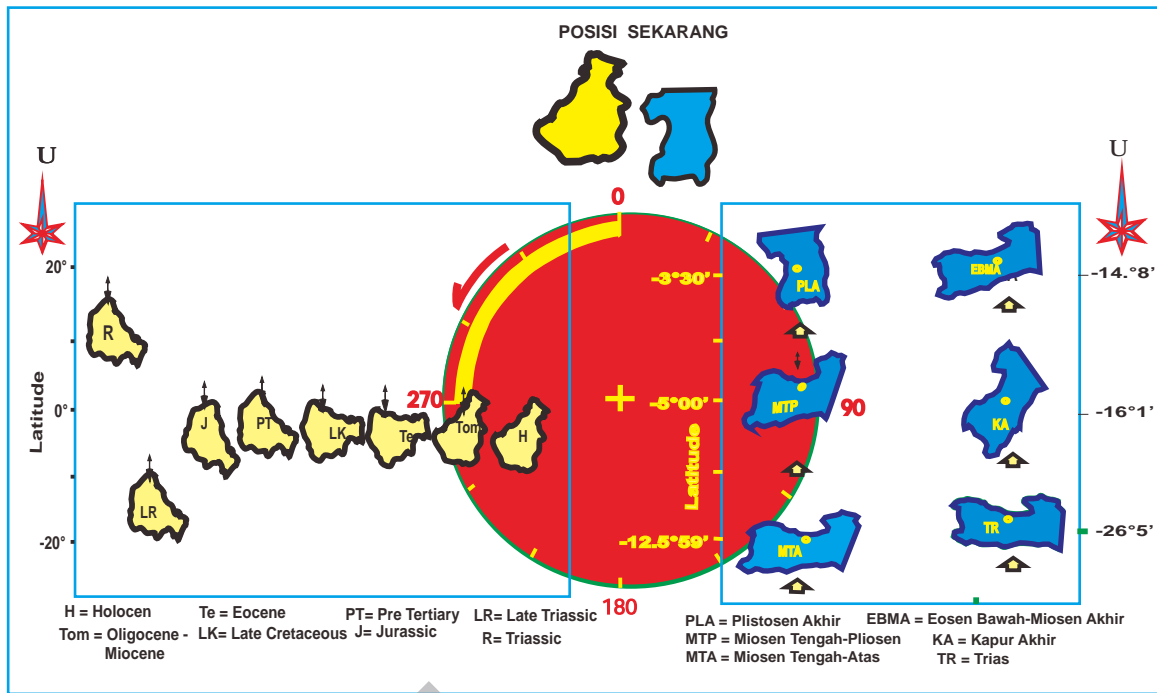 POSISI SEKARANG
U
U
0
20°
-3°30'
PLA
EBMA
-14.°8'
R
270
Latitude
0°
J
PT
LK
Te
Tom
H
-5°00'
MTP
90
KA
-16°1'
Latitude
LR
-20°
-12.5°59'
MTA
TR
-26°5'
180
H = Holocen
Te = Eocene
PT= Pre Tertiary
LR= Late Triassic
Tom = Oligocene -
Miocene
LK= Late Cretaceous
J= Jurassic
R= Triassic
PLA = Plistosen Akhir
EBMA = Eosen Bawah-Miosen Akhir
MTP = Miosen Tengah-Pliosen
KA = Kapur Akhir
MTA = Miosen Tengah-Atas
TR = Trias